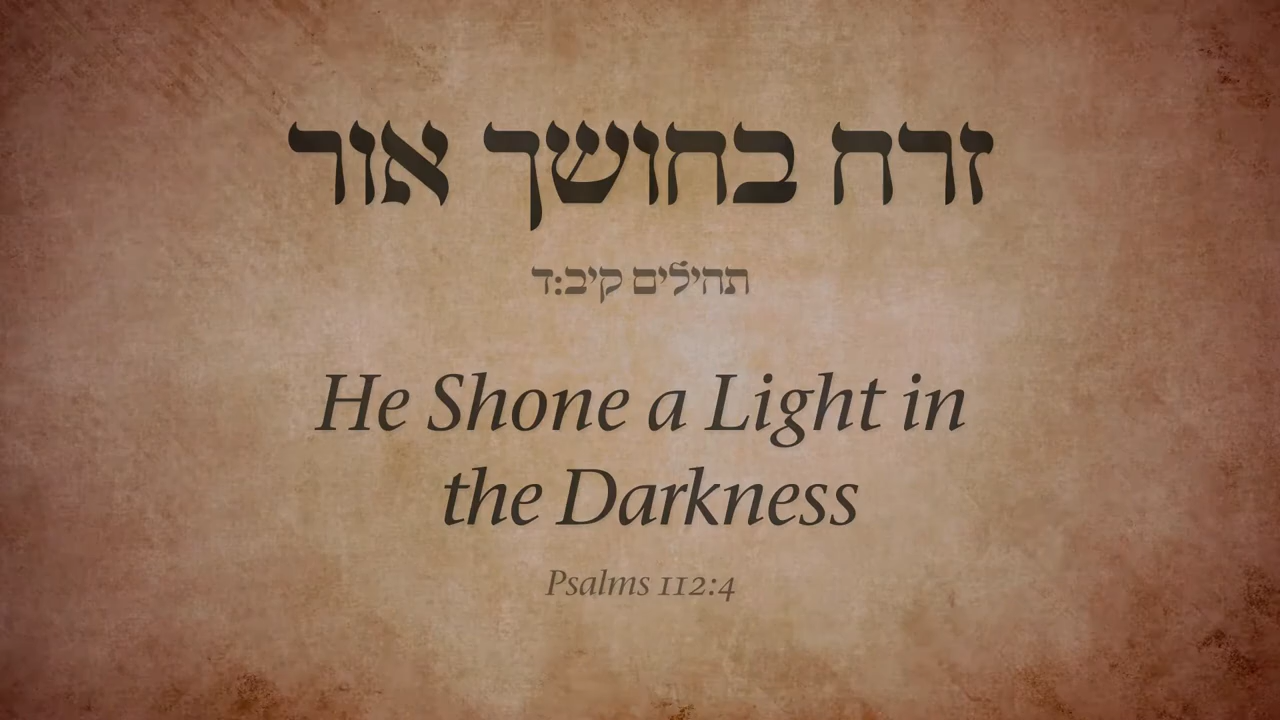 זרח בחושך אור
תהילים קיב:ד
He Shone a Light in
the Darkness
Psalms 112:4